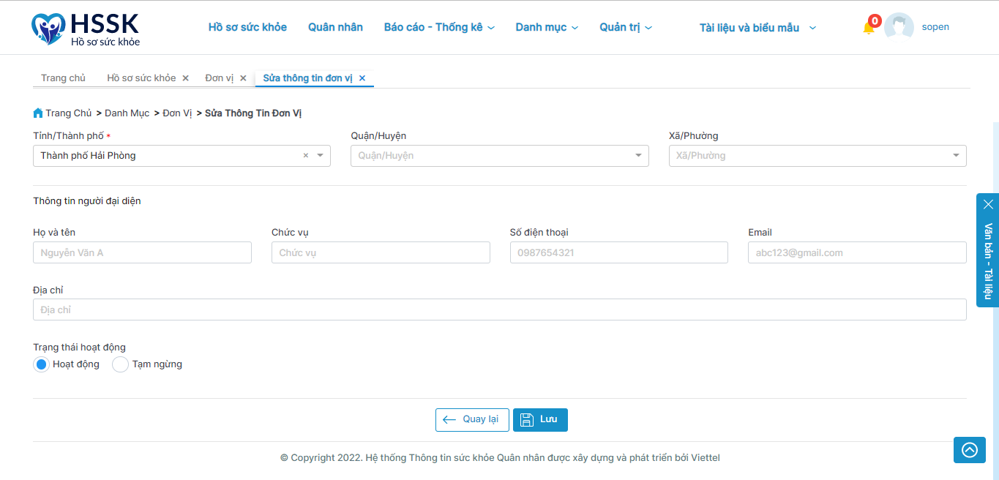 HSSK
Hồ sơ sức khỏe
Hồ sơ sức khỏe Quân nhân Báo cáo - Thống kê Danh mục Quản trị Tài liệu và biểu mẫu 0 sopen
Trang chủ Hồ sơ sức khỏe × Đơn vị × Sửa thông tin đơn vị ×
Trang Chủ > Danh Mục > Đơn Vị > Sửa Thông Tin Đơn Vị
Tỉnh/Thành phố * Quận/Huyện Xã/Phường
Thành phố Hải Phòng × Quận/Huyện Xã/Phường
Thông tin người đại diện
Họ và tên Chức vụ Số điện thoại Email
Nguyễn Văn A Chức vụ 0987654321 abc123@gmail.com
Văn bản - Tài liệu
Địa chỉ
Địa chỉ
Trạng thái hoạt động
Hoạt động Tạm ngừng
Quay lại Lưu
© Copyright 2022. Hệ thống Thông tin sức khỏe Quân nhân được xây dựng và phát triển bởi Viettel